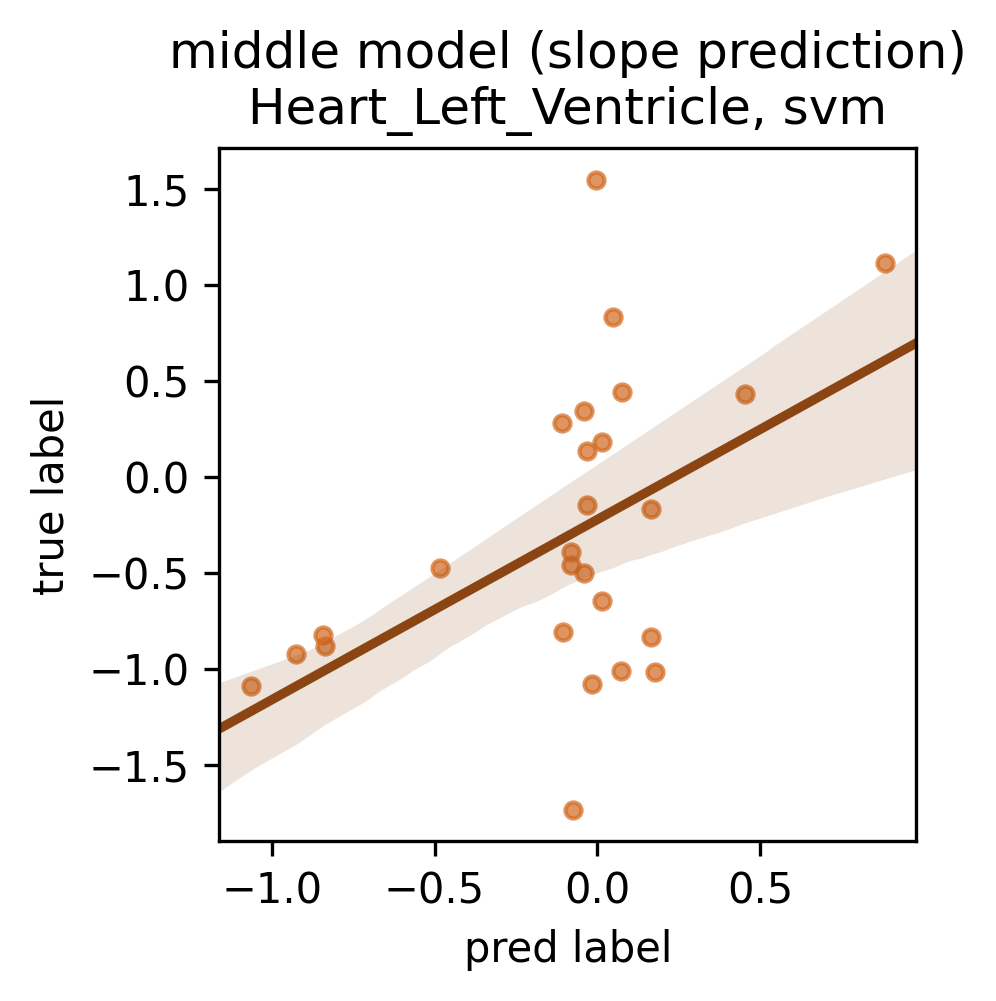 middle model (slope prediction)
Heart_Left_Ventricle, svm
1.5
1.0
0.5
0.0
−0.5
−1.0
−1.5
true label
−1.0
−0.5
0.0
0.5
pred label